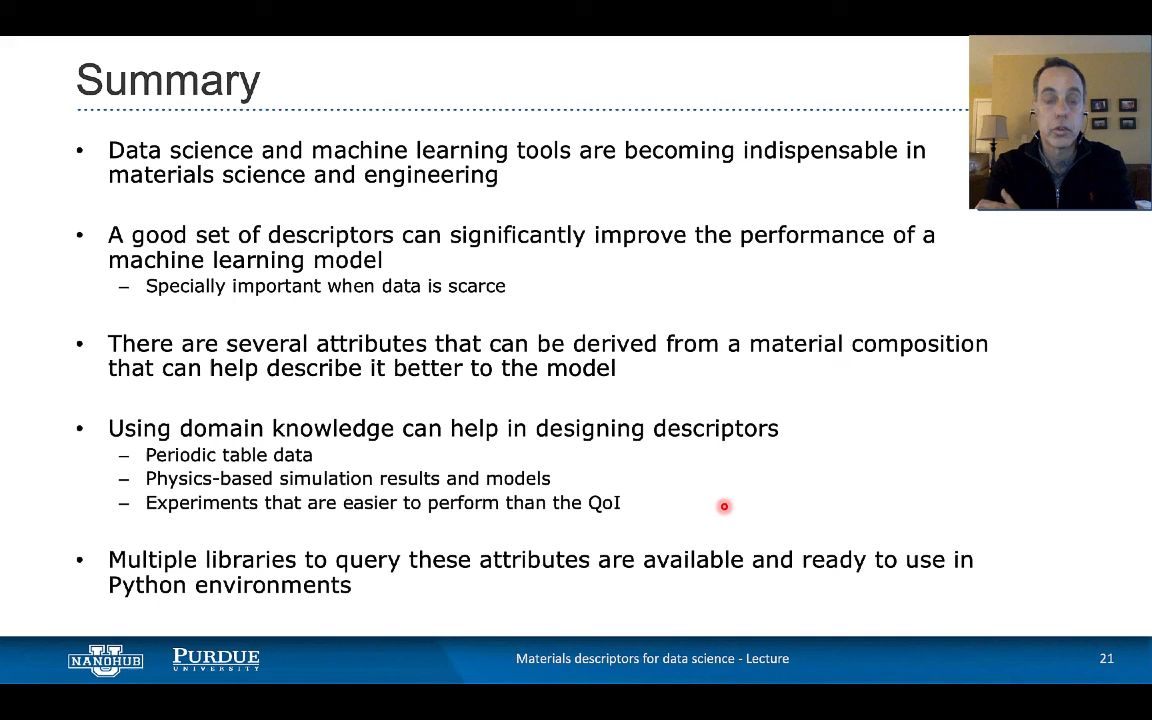 Summary
• Data science and machine learning tools are becoming indispensable in
materials science and engineering
• A good set of descriptors can significantly improve the performance of a
machine learning model
– Specially important when data is scarce
• There are several attributes that can be derived from a material composition
that can help describe it better to the model
• Using domain knowledge can help in designing descriptors
– Periodic table data
– Physics-based simulation results and models
– Experiments that are easier to perform than the QoI
• Multiple libraries to query these attributes are available and ready to use in
Python environments
NANOHUB
PURDUE
UNIVERSITY
Materials descriptors for data science - Lecture
21